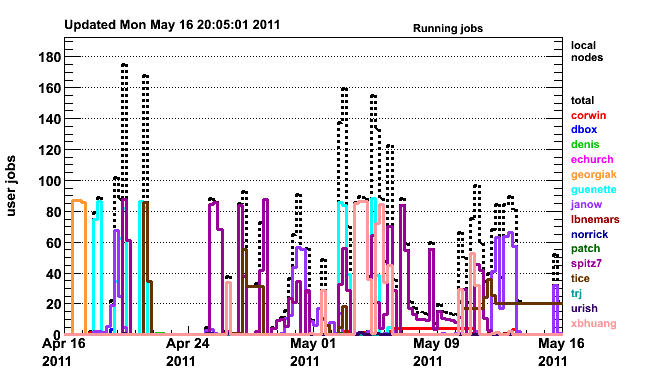 Updated Mon May 16 20:05:01 2011
Running jobs
user jobs
180
160
140
120
100
80
60
40
20
0
Apr 16 2011
Apr 24 2011
May 01 2011
May 09 2011
May 16 2011
local
nodes
total
corwin
dbox
denis
echurch
georgiak
guenette
janow
lbnemars
norrick
patch
spitz7
tice
trj
urish
xbhuang